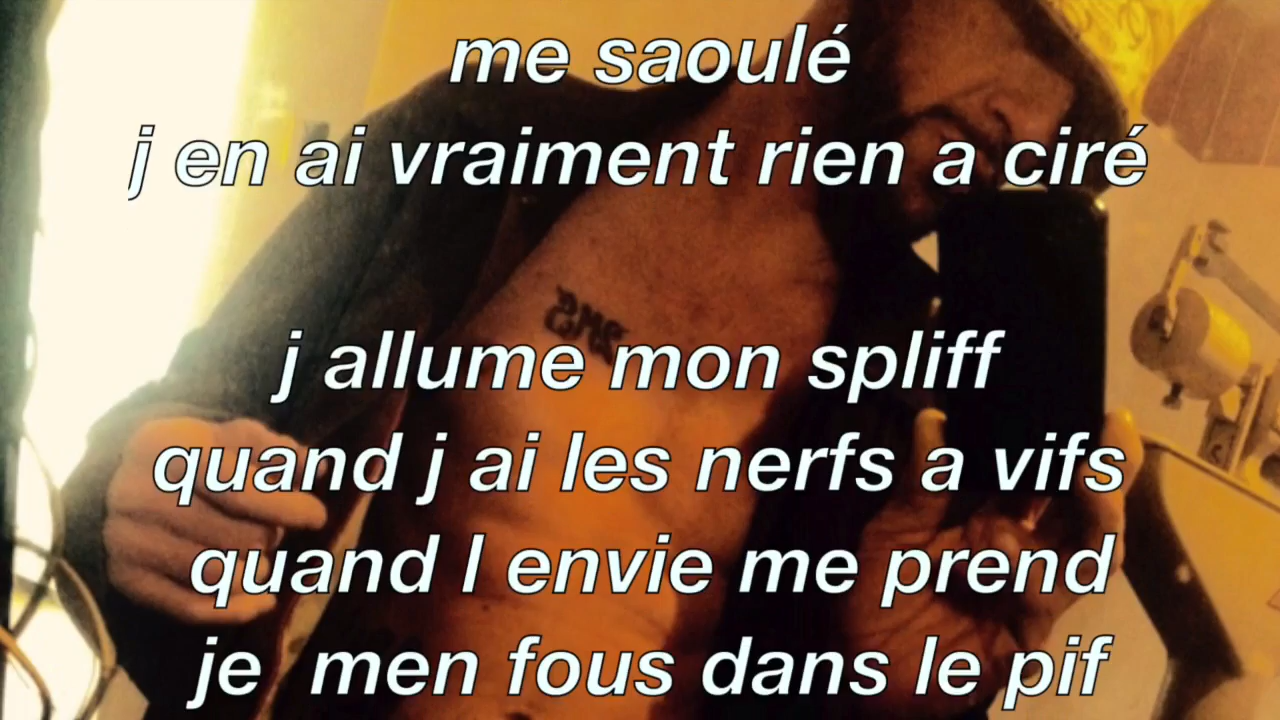 me saoulé
j en ai vraiment rien a ciré
j allume mon spliff
quand j ai les nerfs a vifs
quand l envie me prend
je  men fous dans le pif